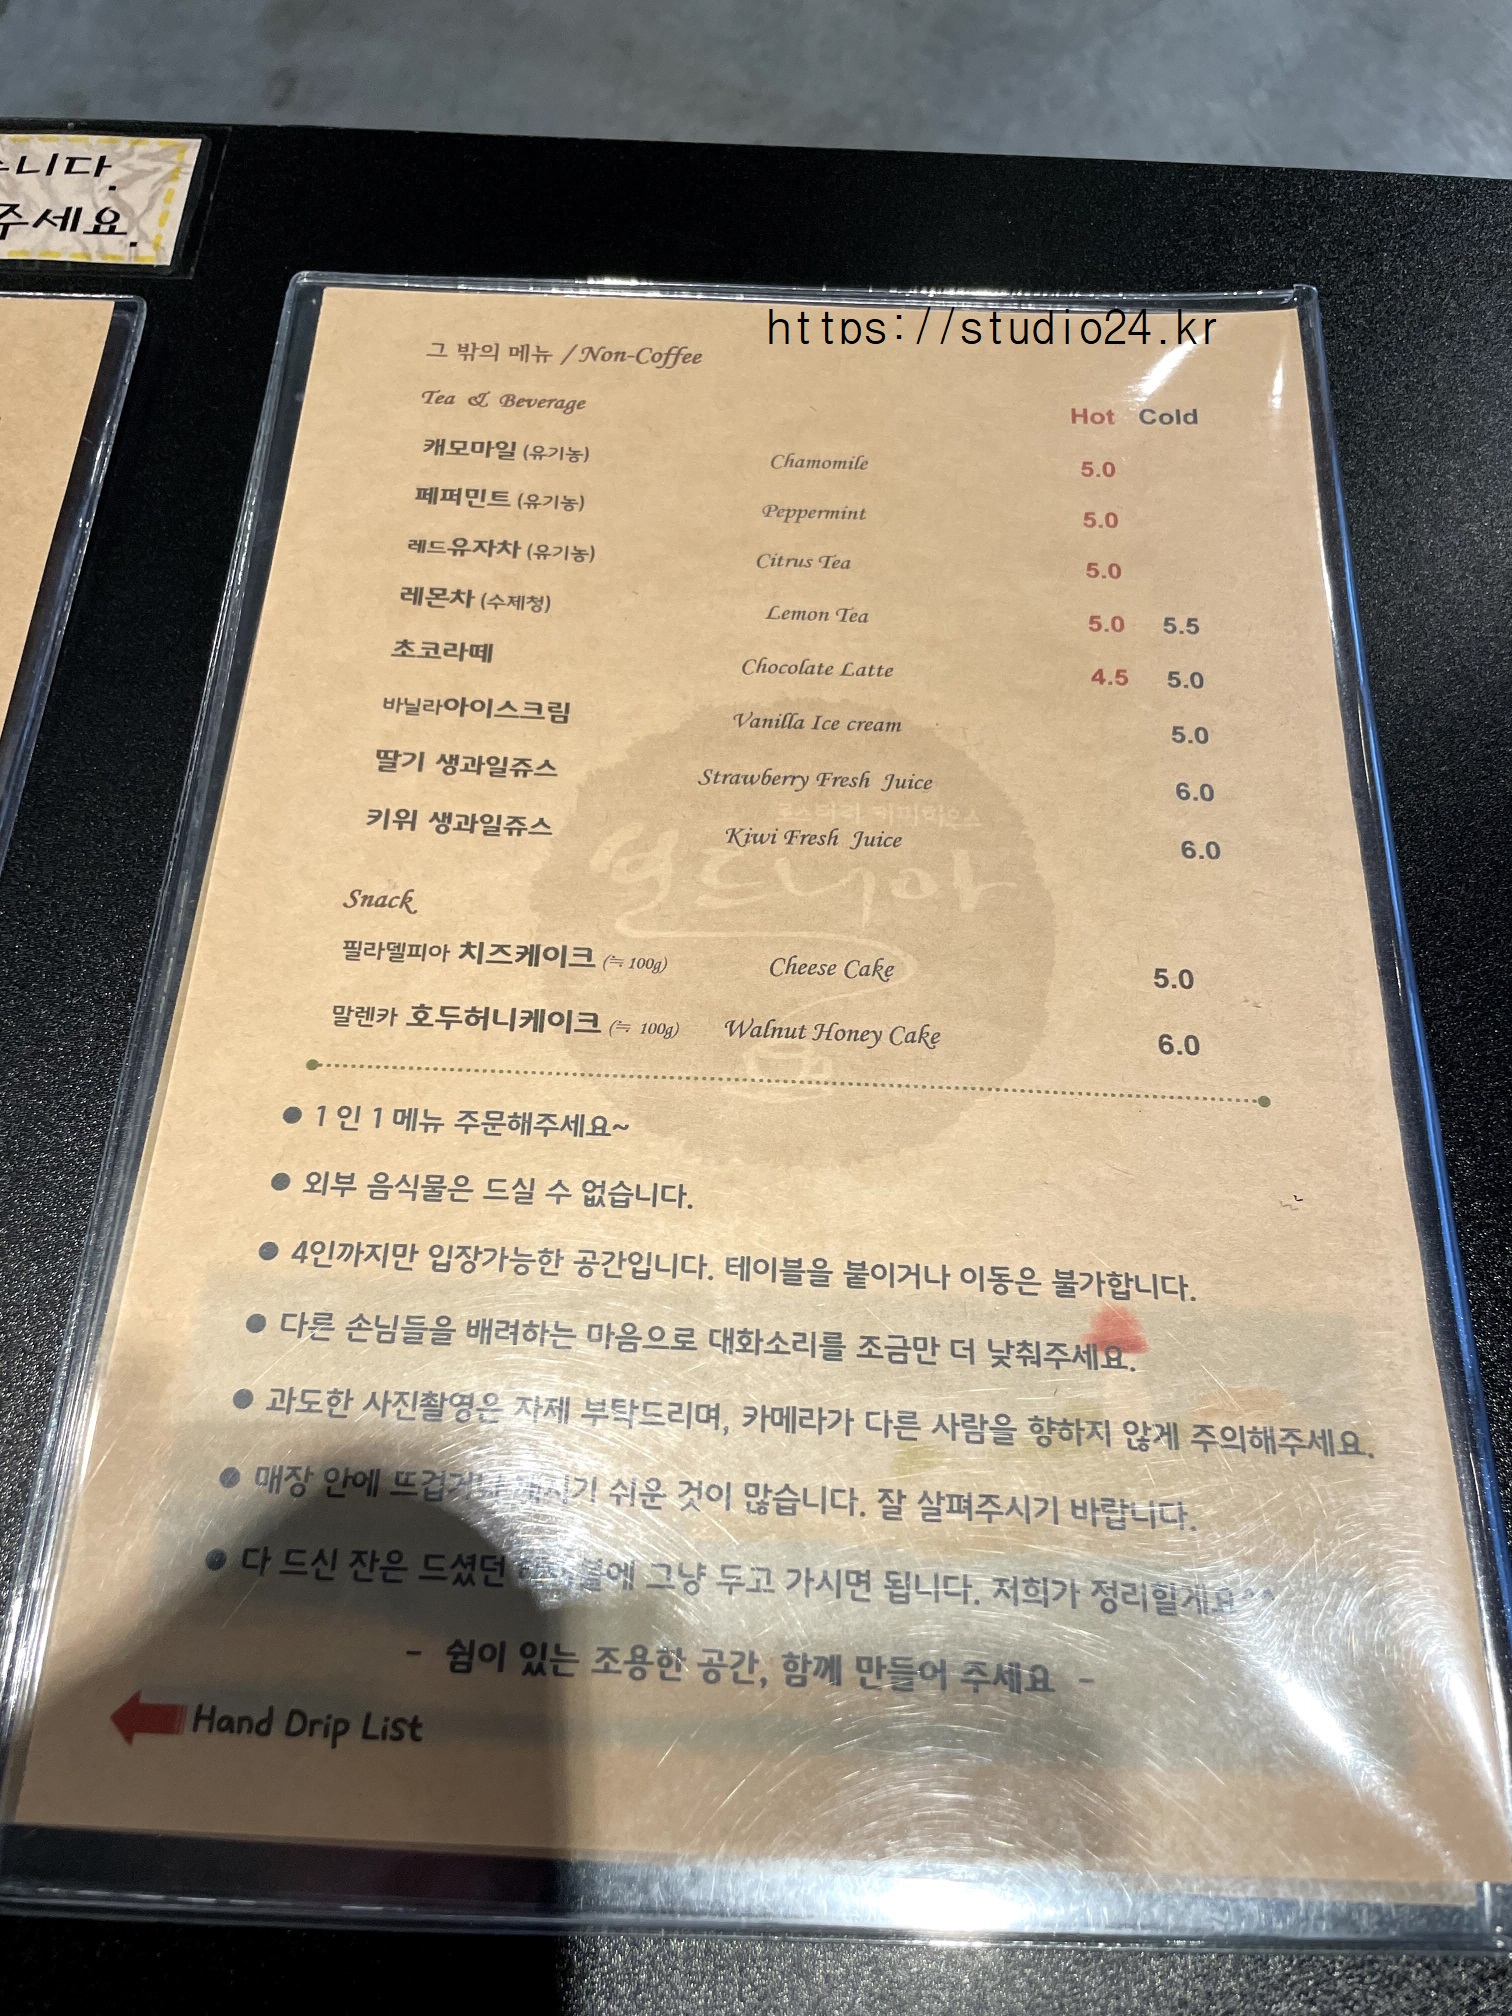 https://studio24.kr
니다.
주세요.
그 밖의 메뉴 / Non-Coffee
Tea & Beverage
Hot Cold
캐모마일 (유기농) Chamomile 5.0
페퍼민트 (유기농) Peppermint 5.0
레드유자차 (유기농) Citrus Tea 5.0
레몬차 (수제청) Lemon Tea 5.0 5.5
초코라떼 Chocolate Latte 4.5 5.0
바닐라아이스크림 Vanilla Ice cream 5.0
딸기 생과일쥬스 Strawberry Fresh Juice 6.0
키위 생과일쥬스 Kiwi Fresh Juice 6.0
Snack
필라델피아 치즈케이크 (≒ 100g) Cheese Cake 5.0
말렌카 호두허니케이크 (≒ 100g) Walnut Honey Cake 6.0
● 1인 1메뉴 주문해주세요~
● 외부 음식물은 드실 수 없습니다.
● 4인까지만 입장가능한 공간입니다. 테이블을 붙이거나 이동은 불가합니다.
● 다른 손님들을 배려하는 마음으로 대화소리를 조금만 더 낮춰주세요.
● 과도한 사진촬영은 자제 부탁드리며, 카메라가 다른 사람을 향하지 않게 주의해주세요.
● 매장 안에 뜨겁거나 깨지기 쉬운 것이 많습니다. 잘 살펴주시기 바랍니다.
● 다 드신 잔은 드셨던 테이블에 그냥 두고 가시면 됩니다. 저희가 정리할게요^^
- 쉼이 있는 조용한 공간, 함께 만들어 주세요 -
Hand Drip List